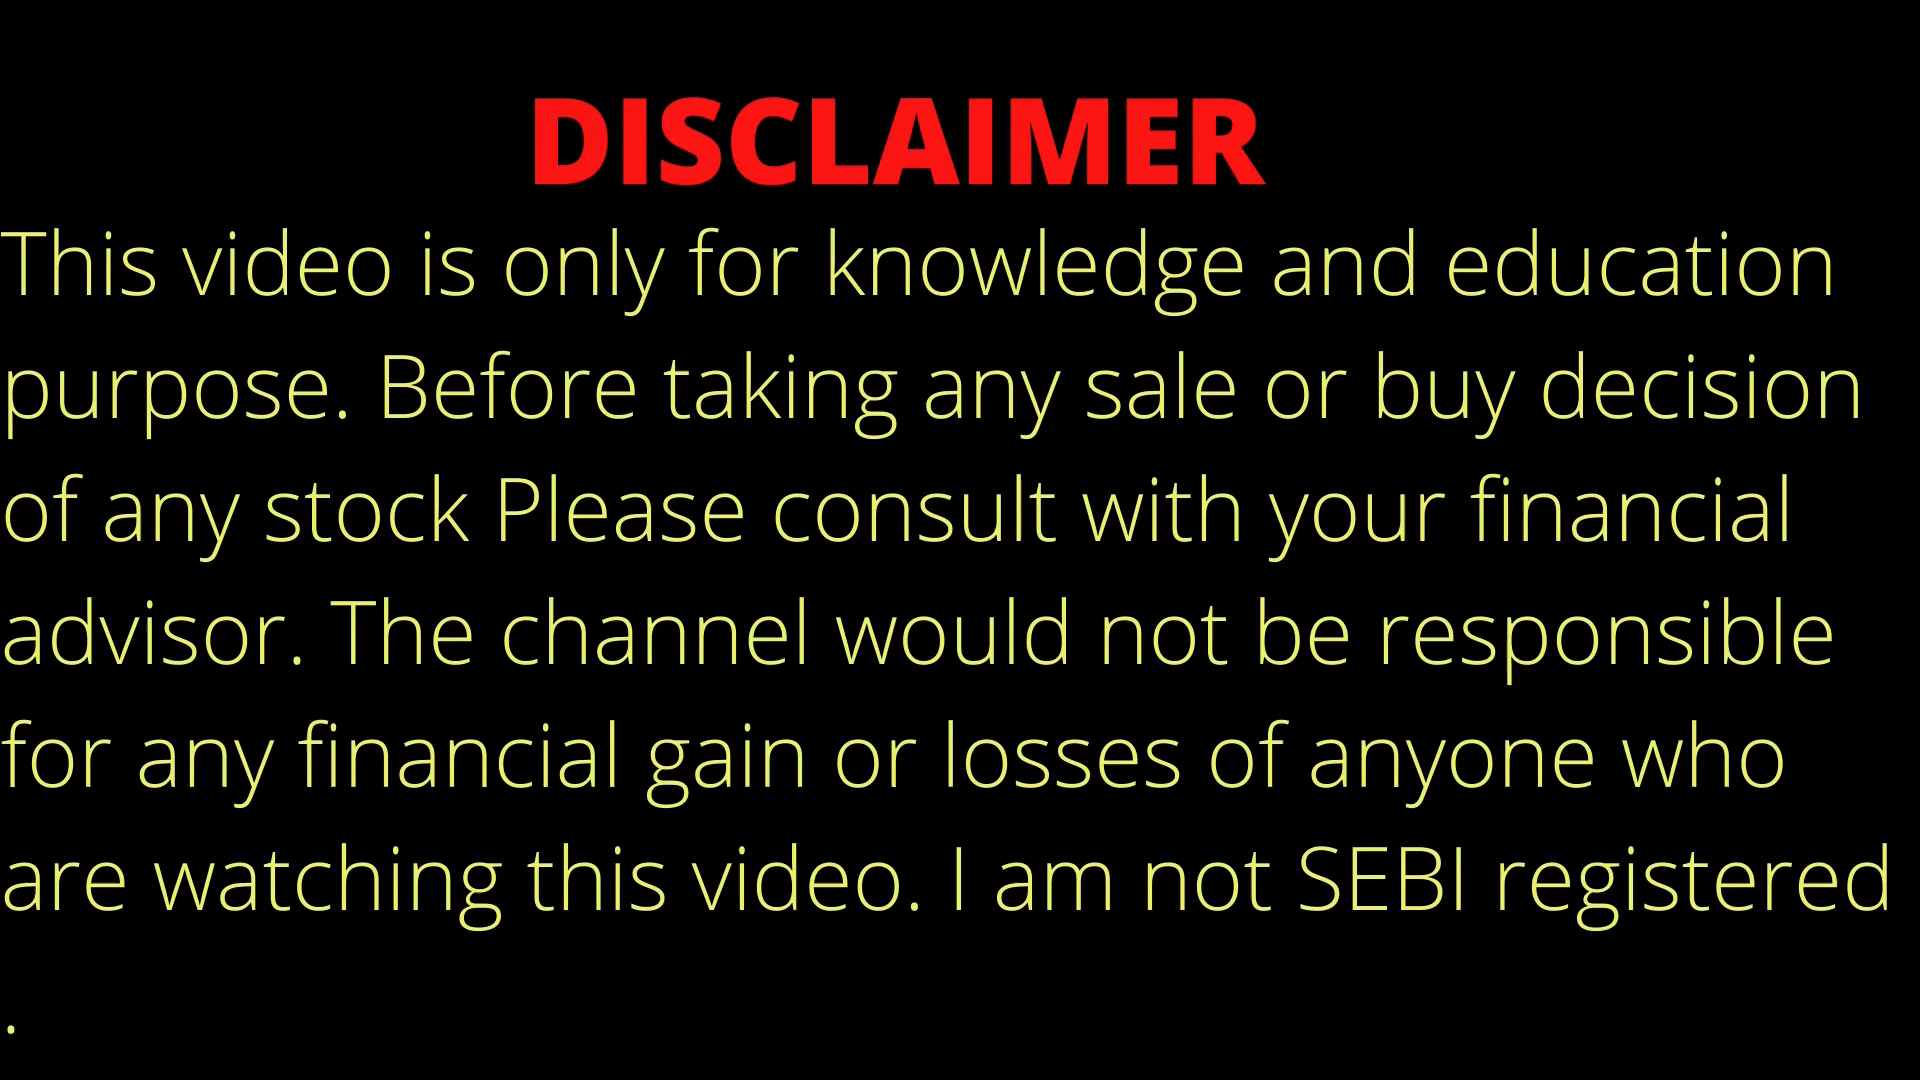 DISCLAIMER
This video is only for knowledge and education
purpose. Before taking any sale or buy decision
of any stock Please consult with your financial
advisor. The channel would not be responsible
for any financial gain or losses of anyone who
are watching this video. I am not SEBI registered
.